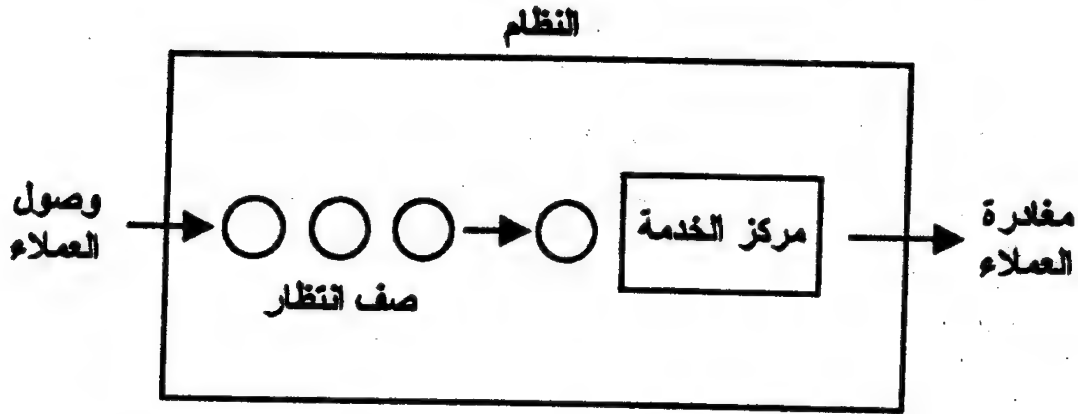 النظام
وصول
العملاء
صف انتظار
مركز الخدمة
مغادرة
العملاء